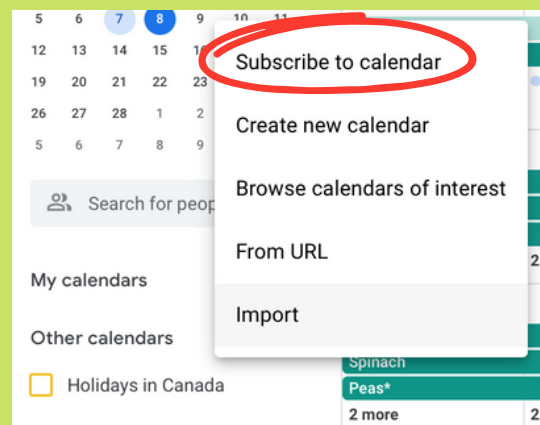 5 6 7 8 9 10 11
12 13 14 15
19 20 21 22 23
26 27 28 1 2
5 6 7 8 9
Subscribe to calendar
Create new calendar
Browse calendars of interest
From URL
Import
Search for peop
My calendars
Other calendars
Holidays in Canada
2
Spinach
Peas*
2 more
2